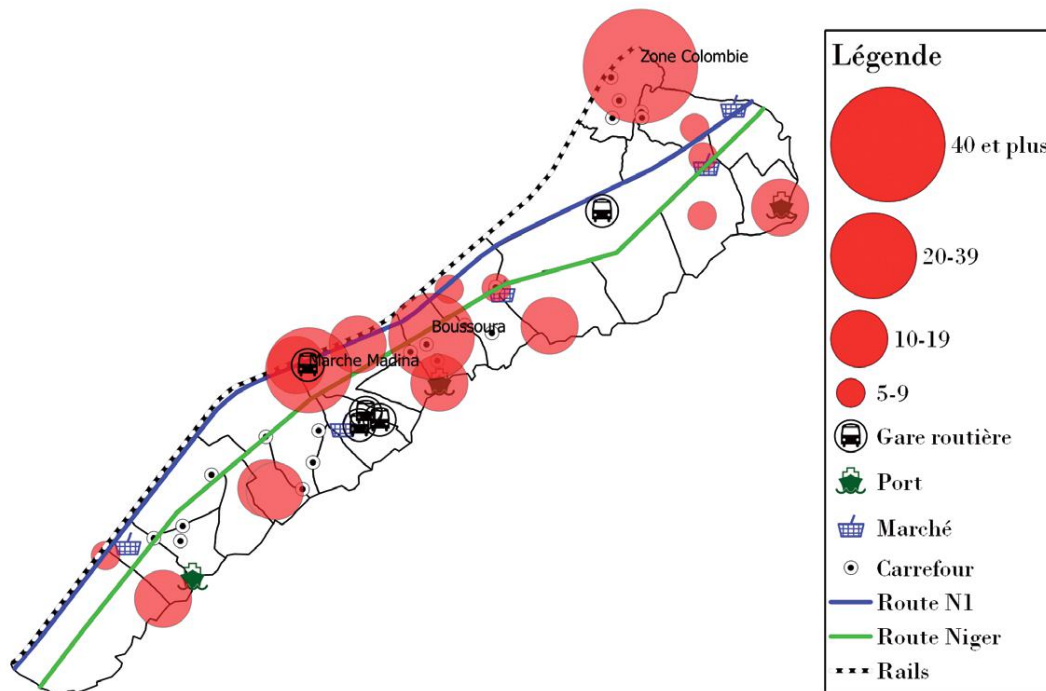 Zone Colombie
Boussoura
Marche Madina
Légende
40 et plus
20-39
10-19
5-9
Gare routière
Port
Marché
Carrefour
Route N1
Route Niger
Rails